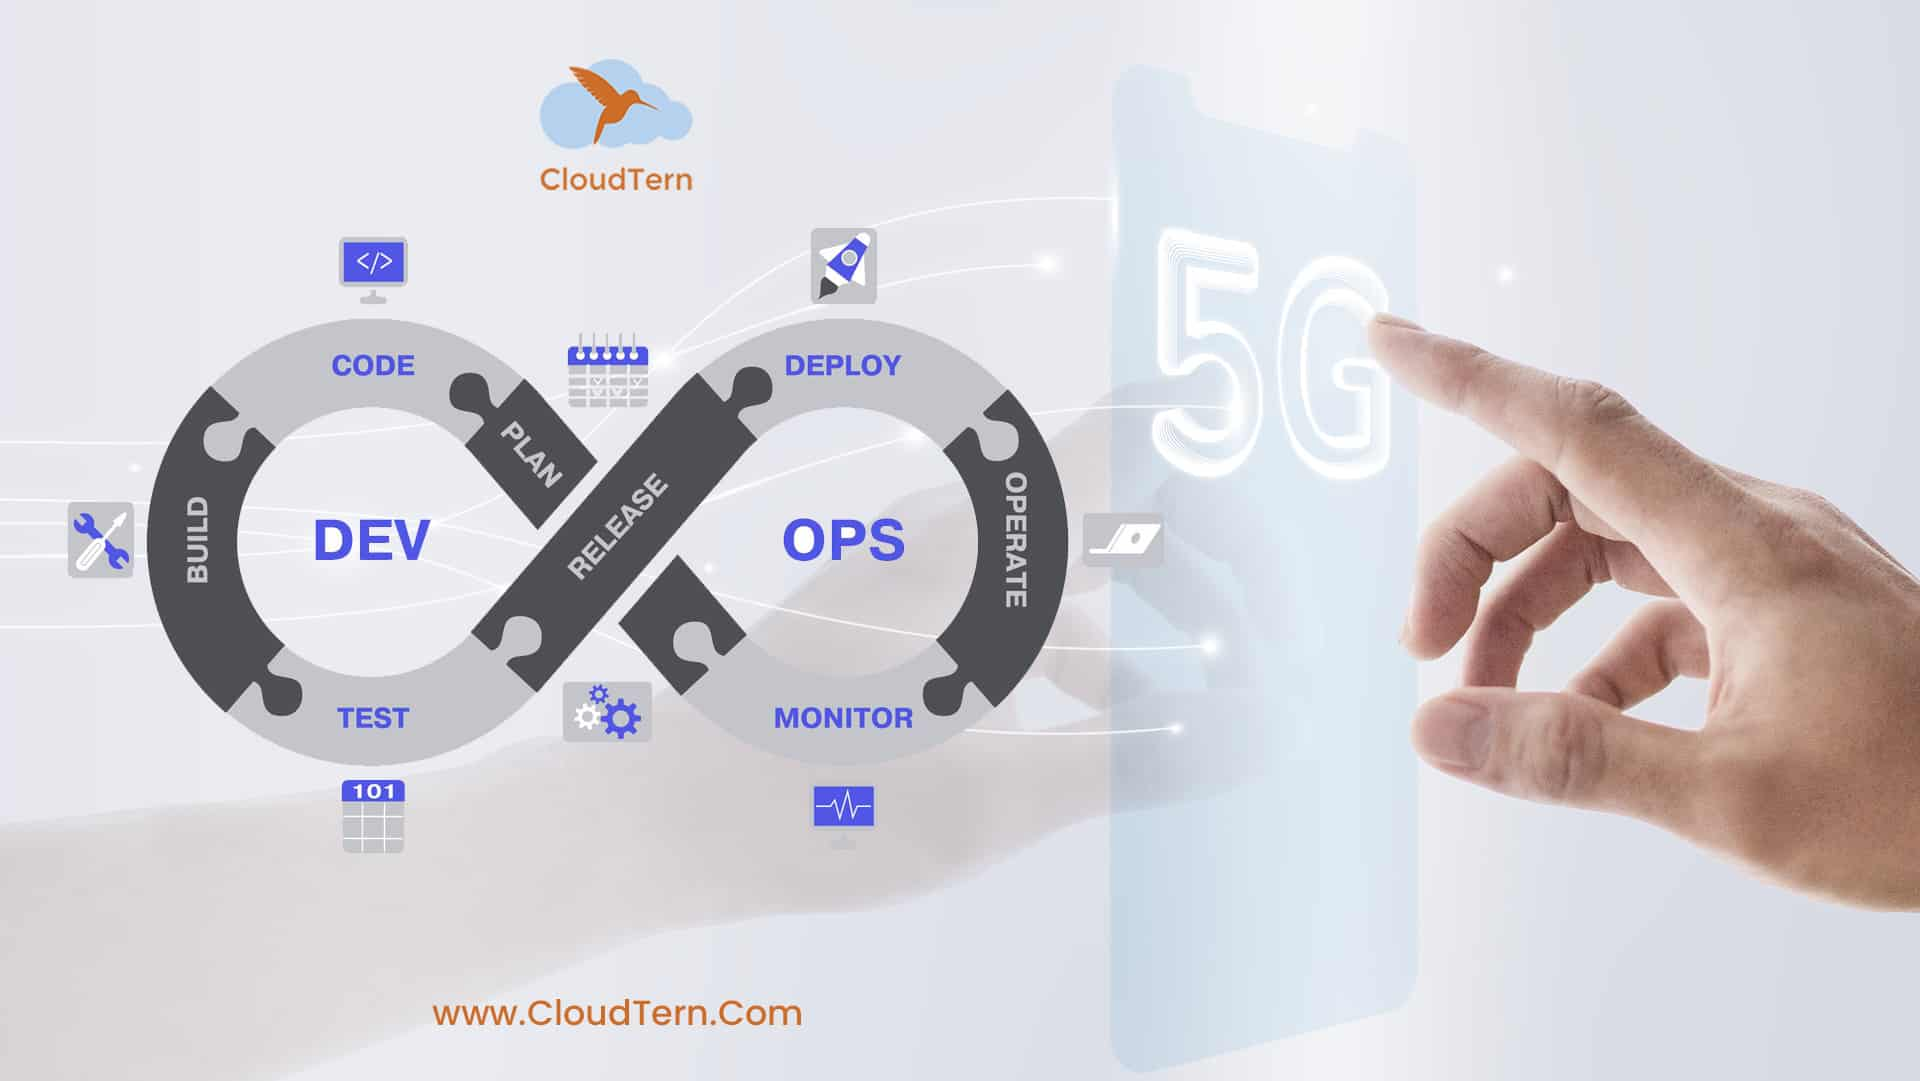 CloudTern
</>
CODE
DEPLOY
PLAN
BUILD
DEV
RELEASE
OPS
OPERATE
TEST
MONITOR
101
5G
www.CloudTern.Com